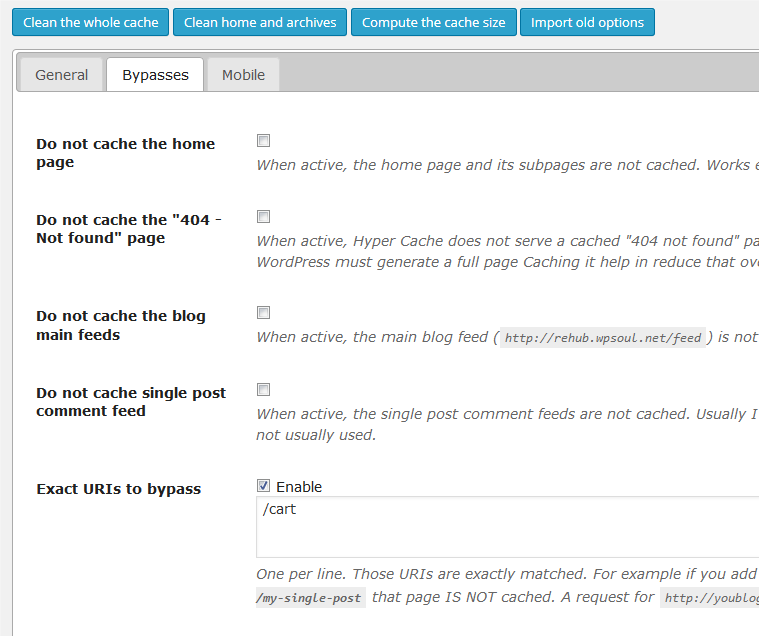 Clean the whole cache Clean home and archives Compute the cache size Import old options
General Bypasses Mobile
Do not cache the home page
When active, the home page and its subpages are not cached. Works
Do not cache the "404 - Not found" page
When active, Hyper Cache does not serve a cached "404 not found"
WordPress must generate a full page Caching it help in reduce that
Do not cache the blog main feeds
When active, the main blog feed ( http://rehub.wpsoul.net/feed ) is not
Do not cache single post comment feed
When active, the single post comment feeds are not cached. Usually I
not usually used.
Exact URIs to bypass
Enable
/cart
One per line. Those URIs are exactly matched. For example if you add
/my-single-post that page IS NOT cached. A request for